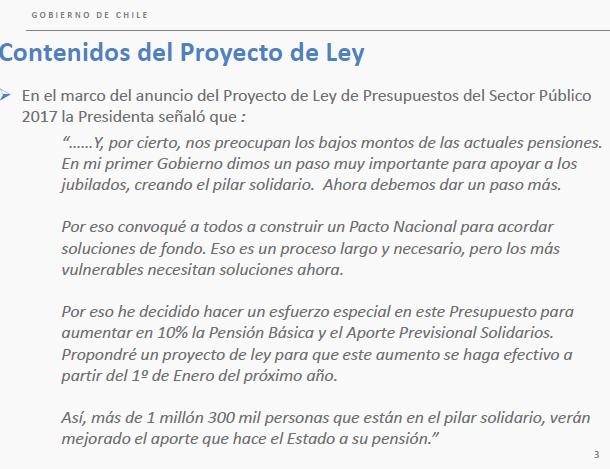 GOBIERNO DE CHILE
Contenidos del Proyecto de Ley
En el marco del anuncio del Proyecto de Ley de Presupuestos del Sector Público
2017 la Presidenta señaló que :
“......Y, por cierto, nos preocupan los bajos montos de las actuales pensiones.
En mi primer Gobierno dimos un paso muy importante para apoyar a los
jubilados, creando el pilar solidario. Ahora debemos dar un paso más.
Por eso convoqué a todos a construir un Pacto Nacional para acordar
soluciones de fondo. Eso es un proceso largo y necesario, pero los más
vulnerables necesitan soluciones ahora.
Por eso he decidido hacer un esfuerzo especial en este Presupuesto para
aumentar en 10% la Pensión Básica y el Aporte Previsional Solidarios.
Propondré un proyecto de ley para que este aumento se haga efectivo a
partir del 1º de Enero del próximo año.
Así, más de 1 millón 300 mil personas que están en el pilar solidario, verán
mejorado el aporte que hace el Estado a su pensión.”
3